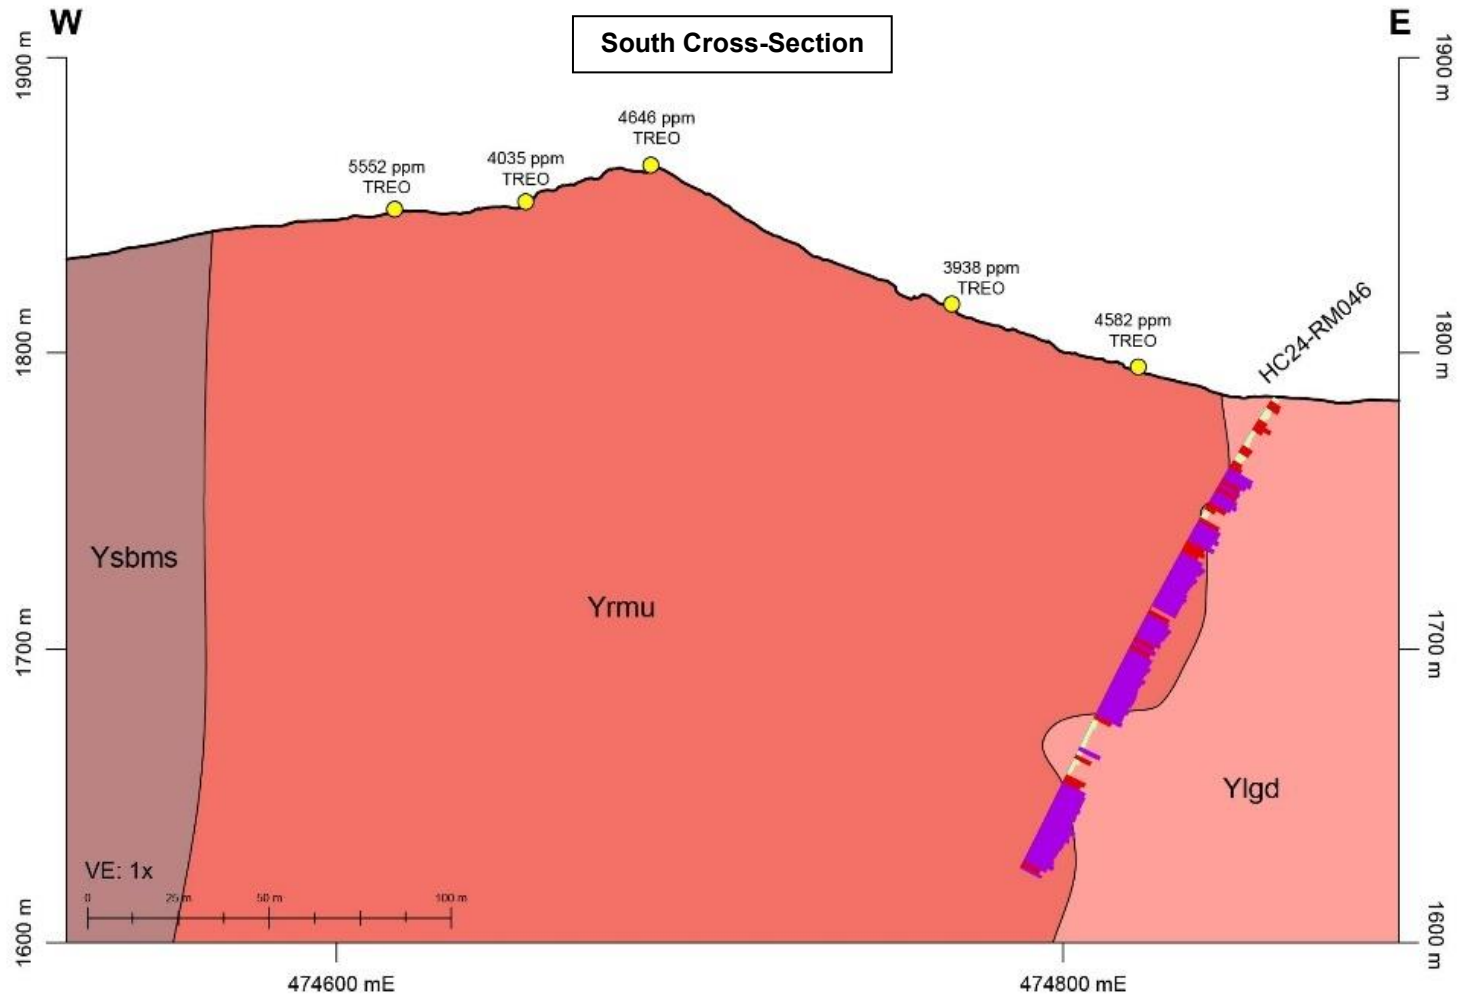 W
South Cross-Section
E
1900 m
1900 m
4646 ppm
TREO
5552 ppm
TREO
4035 ppm
TREO
3938 ppm
TREO
4582 ppm
TREO
HC24-RM046
1800 m
1800 m
Ysbms
Yrmu
1700 m
1700 m
Ylgd
VE: 1x
0 25 m 50 m 100 m
1600 m
1600 m
474600 mE
474800 mE